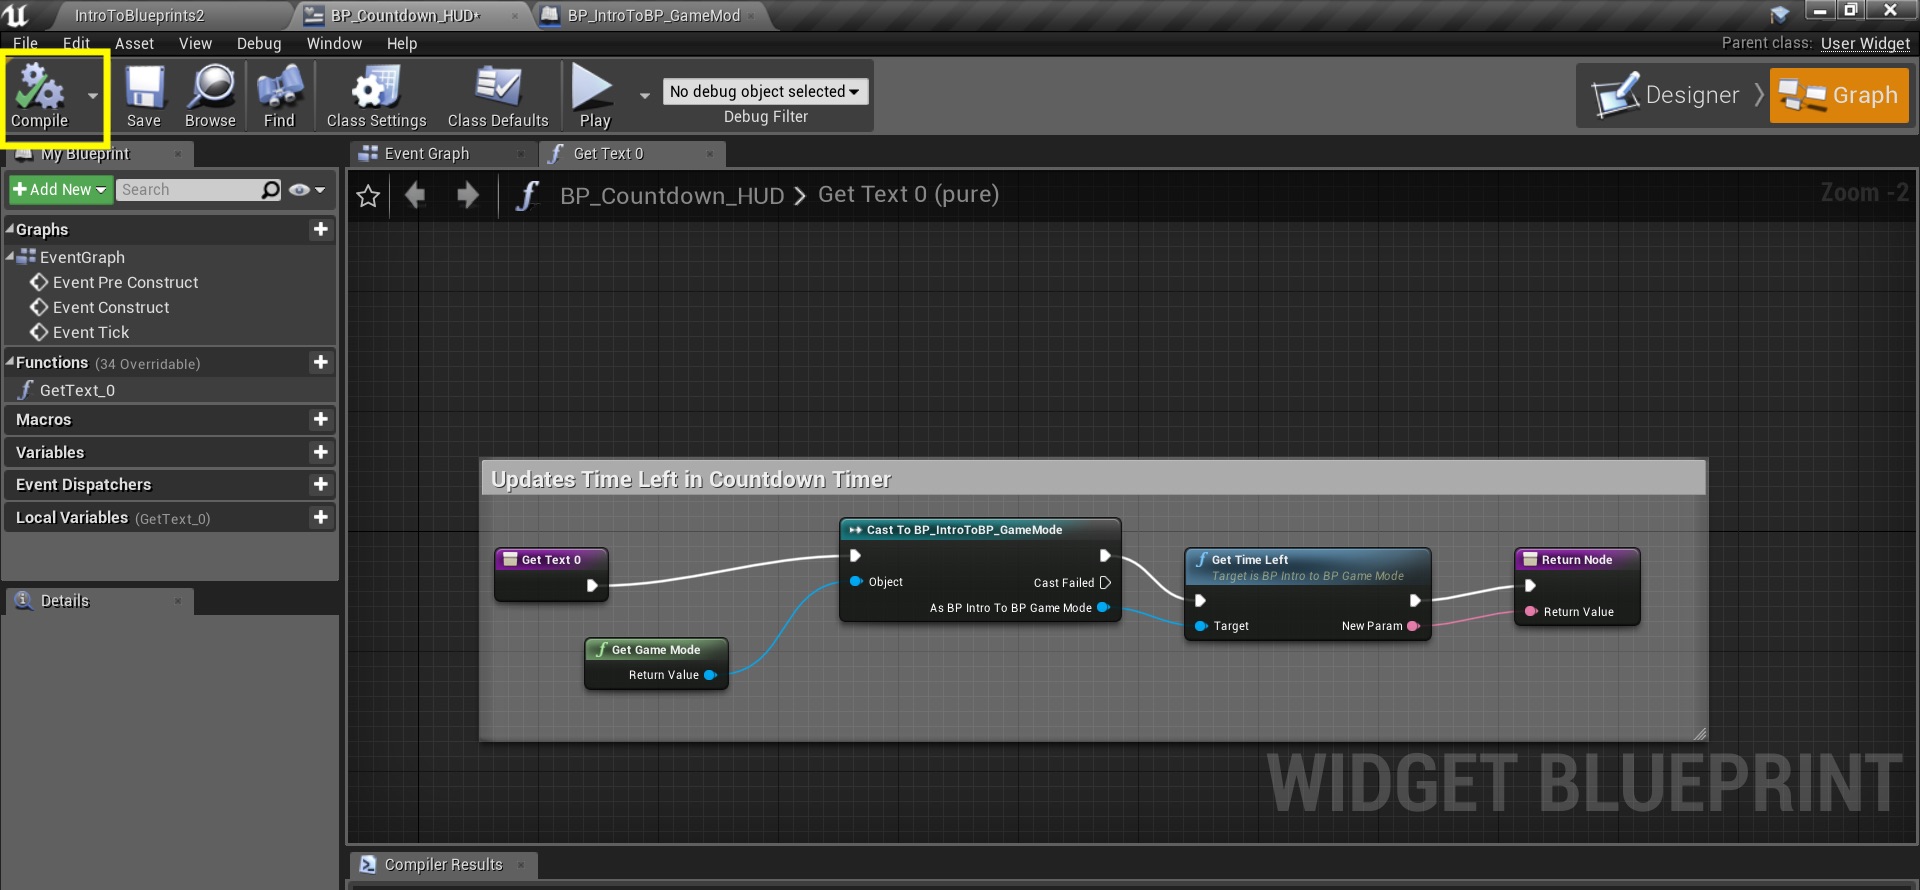 IntroToBlueprints2
BP_Countdown_HUD*
BP_IntroToBP_GameMod
File Edit Asset View Debug Window Help
Parent class: User Widget
Compile
Save
Browse
Find
Class Settings
Class Defaults
Play
No debug object selected
Debug Filter
Designer
Graph
My Blueprint
Event Graph
Get Text 0
Add New
Search
BP_Countdown_HUD > Get Text 0 (pure)
Zoom -2
Graphs
EventGraph
Event Pre Construct
Event Construct
Event Tick
Functions (34 Overridable)
GetText_0
Macros
Variables
Event Dispatchers
Local Variables (GetText_0)
Details
Updates Time Left in Countdown Timer
Get Text 0
Get Game Mode
Return Value
Cast To BP_IntroToBP_GameMode
Object
Cast Failed
As BP Intro To BP Game Mode
Get Time Left
Target is BP Intro to BP Game Mode
Target
New Param
Return Node
Return Value
WIDGET BLUEPRINT
Compiler Results